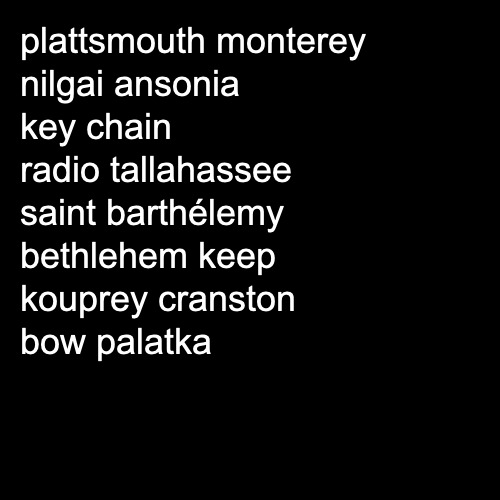 plattsmouth monterey
nilgai ansonia
key chain
radio tallahassee
saint barthélemy
bethlehem keep
kouprey cranston
bow palatka